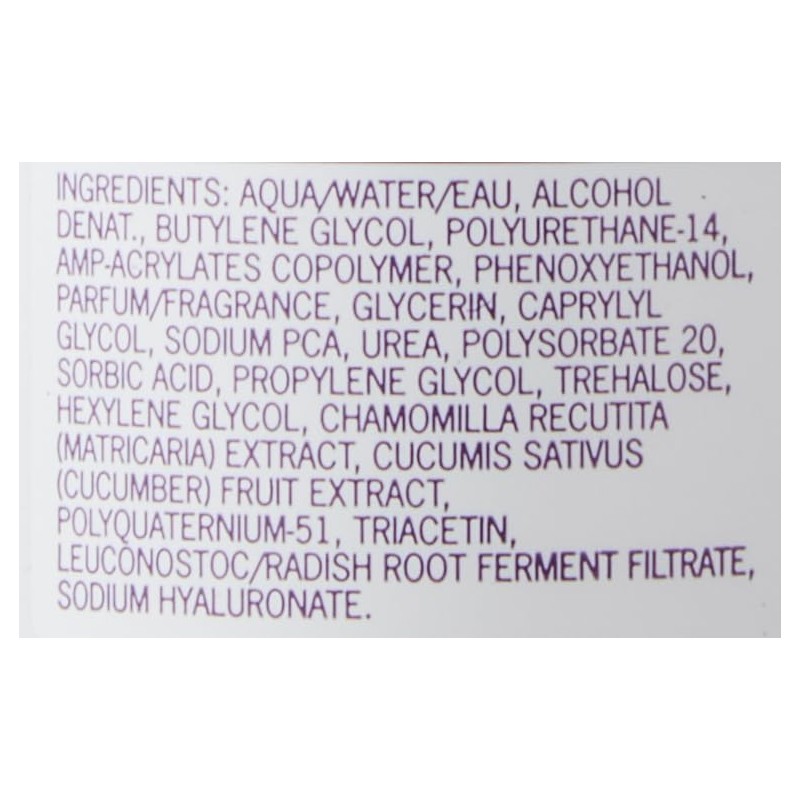 INGREDIENTS: AQUA/WATER/EAU, ALCOHOL
DENAT., BUTYLENE GLYCOL, POLYURETHANE-14,
AMP-ACRYLATES COPOLYMER, PHENOXYETHANOL,
PARFUM/FRAGRANCE, GLYCERIN, CAPRYLYL
GLYCOL, SODIUM PCA, UREA, POLYSORBATE 20,
SORBIC ACID, PROPYLENE GLYCOL, TREHALOSE,
HEXYLENE GLYCOL, CHAMOMILLA RECUTITA
(MATRICARIA) EXTRACT, CUCUMIS SATIVUS
(CUCUMBER) FRUIT EXTRACT,
POLYQUATERNIUM-51, TRIACETIN,
LEUCONOSTOC/RADISH ROOT FERMENT FILTRATE,
SODIUM HYALURONATE.